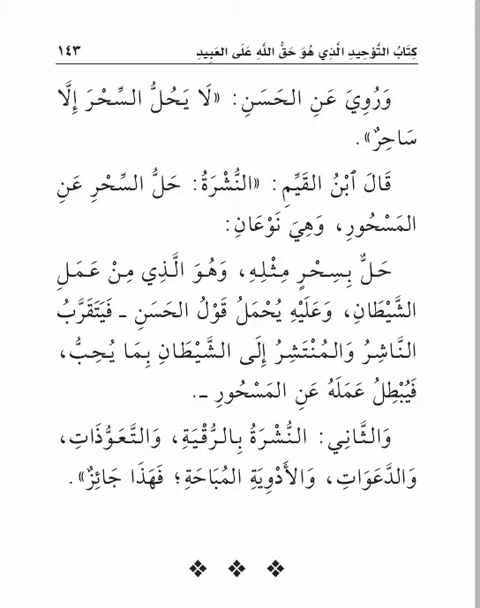 كِتَابُ التَّوْحِيدِ الَّذِي هُوَ حَقُّ اللَّهِ عَلَى العَبِيدِ ١٤٣
وَرُوِيَ عَنِ الحَسَنِ: «لَا يَحُلُّ السِّحْرَ إِلَّا
سَاحِرٌ».
قَالَ ٱبْنُ القَيِّمِ: «النُّشْرَةُ: حَلُّ السِّحْرِ عَنِ
المَسْحُورِ، وَهِيَ نَوْعَانِ:
حَلٌّ بِسِحْرٍ مِثْلِهِ، وَهُوَ الَّذِي مِنْ عَمَلِ
الشَّيْطَانِ، وَعَلَيْهِ يُحْمَلُ قَوْلُ الحَسَنِ ـ فَيَتَقَرَّبُ
النَّاشِرُ وَالمُنْتَشِرُ إِلَى الشَّيْطَانِ بِمَا يُحِبُّ،
فَيُبْطِلُ عَمَلَهُ عَنِ المَسْحُورِ ـ.
وَالثَّانِي: النُّشْرَةُ بِالرُّقْيَةِ، وَالتَّعَوُّذَاتِ،
وَالدَّعَوَاتِ، وَالأَدْوِيَةِ المُبَاحَةِ؛ فَهَذَا جَائِزٌ».